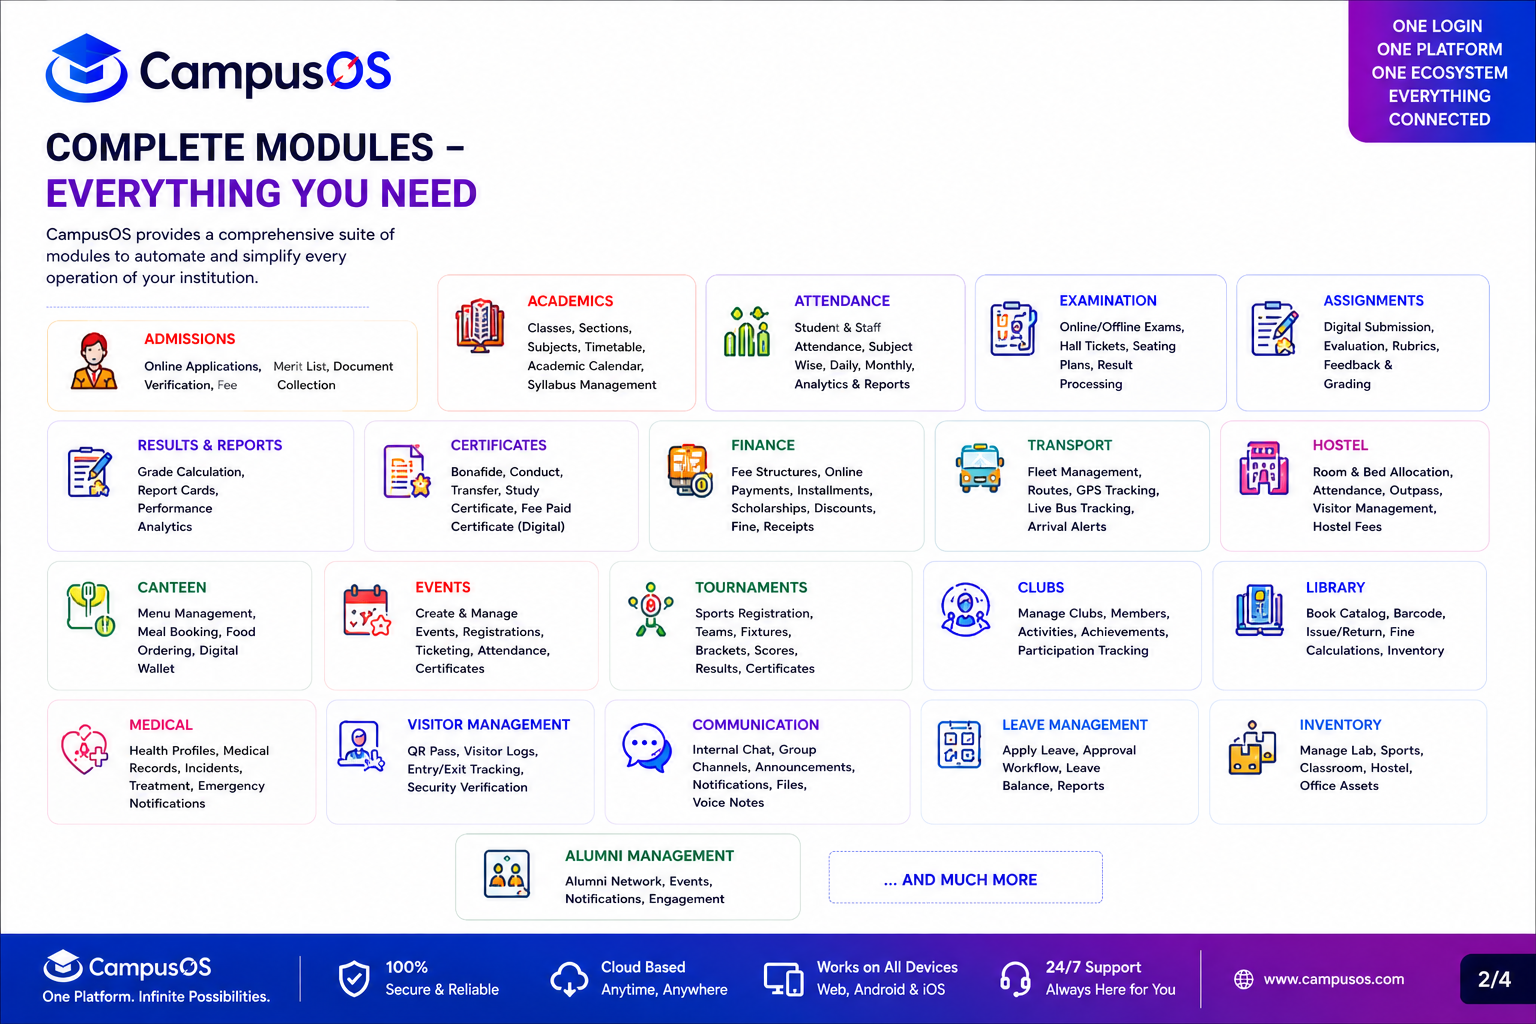 CampusOS
ONE LOGIN
ONE PLATFORM
ONE ECOSYSTEM
EVERYTHING
CONNECTED
COMPLETE MODULES –
EVERYTHING YOU NEED
CampusOS provides a comprehensive suite of
modules to automate and simplify every
operation of your institution.
ADMISSIONS
Online Applications, Merit List, Document
Verification, Fee Collection
ACADEMICS
Classes, Sections,
Subjects, Timetable,
Academic Calendar,
Syllabus Management
ATTENDANCE
Student & Staff
Attendance, Subject
Wise, Daily, Monthly,
Analytics & Reports
EXAMINATION
Online/Offline Exams,
Hall Tickets, Seating
Plans, Result
Processing
ASSIGNMENTS
Digital Submission,
Evaluation, Rubrics,
Feedback &
Grading
RESULTS & REPORTS
Grade Calculation,
Report Cards,
Performance
Analytics
CERTIFICATES
Bonafide, Conduct,
Transfer, Study
Certificate, Fee Paid
Certificate (Digital)
FINANCE
Fee Structures, Online
Payments, Installments,
Scholarships, Discounts,
Fine, Receipts
TRANSPORT
Fleet Management,
Routes, GPS Tracking,
Live Bus Tracking,
Arrival Alerts
HOSTEL
Room & Bed Allocation,
Attendance, Outpass,
Visitor Management,
Hostel Fees
CANTEEN
Menu Management,
Meal Booking, Food
Ordering, Digital
Wallet
EVENTS
Create & Manage
Events, Registrations,
Ticketing, Attendance,
Certificates
TOURNAMENTS
Sports Registration,
Teams, Fixtures,
Brackets, Scores,
Results, Certificates
CLUBS
Manage Clubs, Members,
Activities, Achievements,
Participation Tracking
LIBRARY
Book Catalog, Barcode,
Issue/Return, Fine
Calculations, Inventory
MEDICAL
Health Profiles, Medical
Records, Incidents,
Treatment, Emergency
Notifications
VISITOR MANAGEMENT
QR Pass, Visitor Logs,
Entry/Exit Tracking,
Security Verification
COMMUNICATION
Internal Chat, Group
Channels, Announcements,
Notifications, Files,
Voice Notes
LEAVE MANAGEMENT
Apply Leave, Approval
Workflow, Leave
Balance, Reports
INVENTORY
Manage Lab, Sports,
Classroom, Hostel,
Office Assets
ALUMNI MANAGEMENT
Alumni Network, Events,
Notifications, Engagement
... AND MUCH MORE
CampusOS
One Platform. Infinite Possibilities.
100%
Secure & Reliable
Cloud Based
Anytime, Anywhere
Works on All Devices
Web, Android & iOS
24/7 Support
Always Here for You
www.campusos.com
2/4